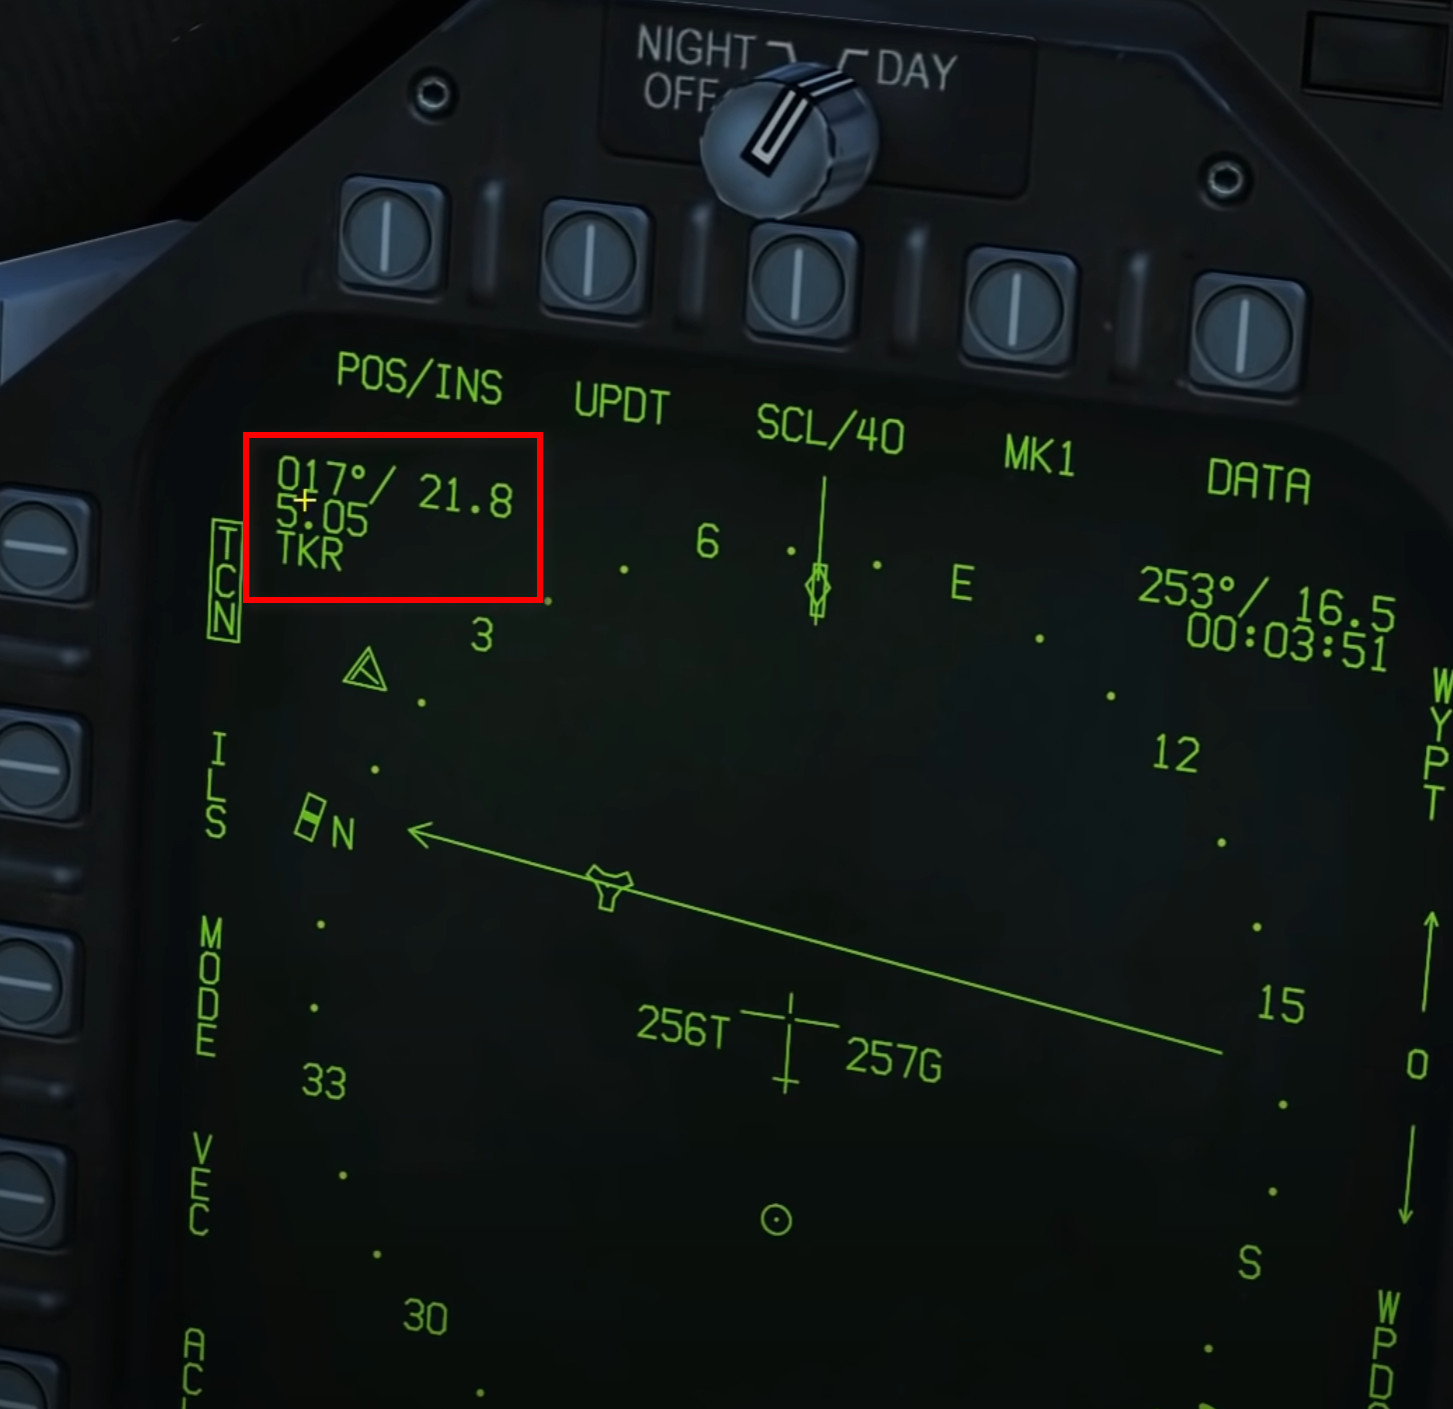 NIGHT
DAY
OFF
POS/INS
UPDT
SCL/40
MK1
DATA
017°/ 21.8
5.05
TKR
TCN
6
E
3
253°/ 16.5
00:03:51
WYPT
12
ILS
N
MODE
256T
257G
15
0
33
VEC
S
30